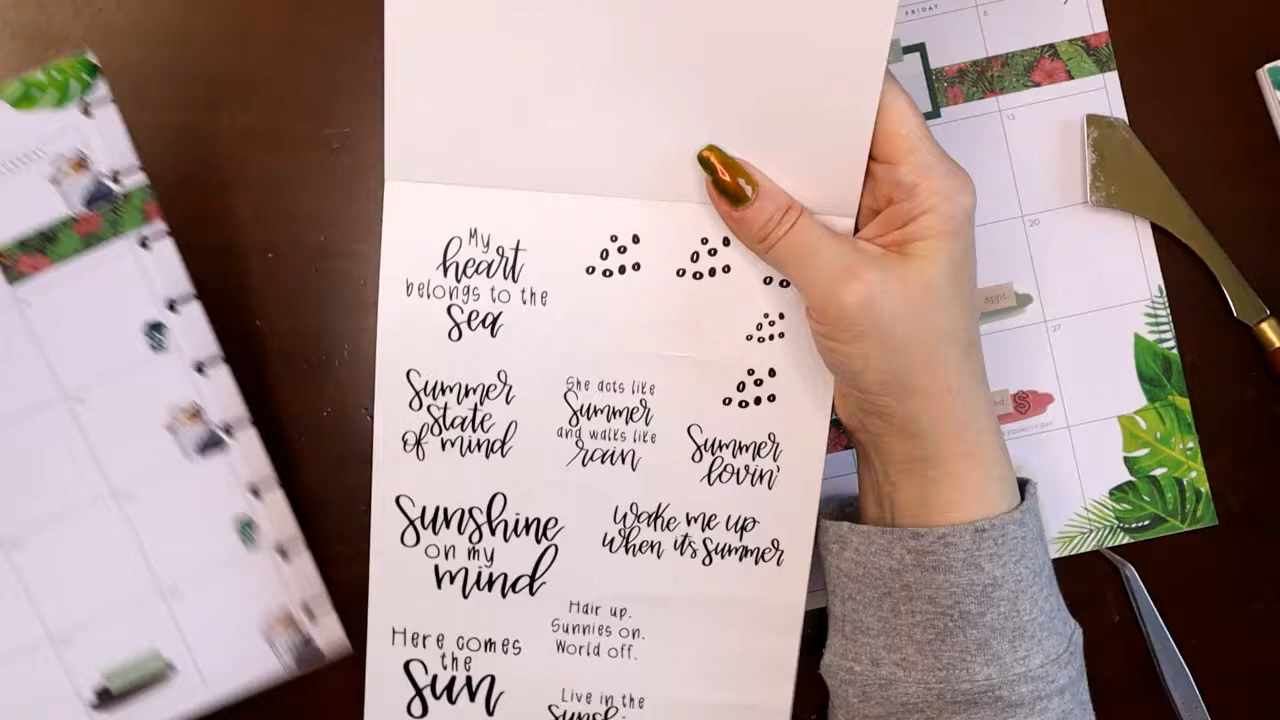 FRIDAY
6
7
13
20
Appt.
27
$
My
heart
belongs to the
sea
Summer
state
of mind
She dots like
Summer
and walks like
rain
Summer
lovin'
Sunshine
on my
mind
Wake me up
when it's summer
Hair up.
Sunnies on.
World off.
Here comes
the
Sun
Live in the